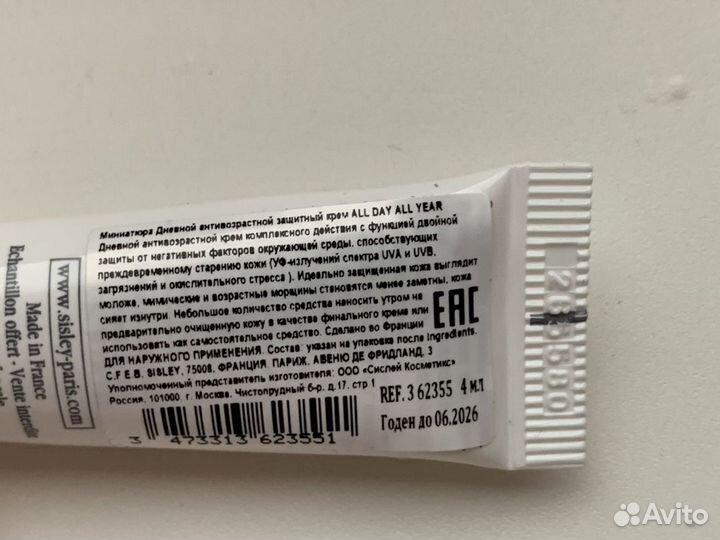 Миниатюра Дневной антивозрастной защитный крем ALL DAY ALL YEAR
Дневной антивозрастной крем комплексного действия с функцией двойной
защиты от негативных факторов окружающей среды, способствующих
преждевременному старению кожи (УФ-излучений спектра UVA и UVB,
загрязнений и окислительного стресса ). Идеально защищенная кожа выглядит
моложе, мимические и возрастные морщины становятся менее заметны, кожа
сияет изнутри. Небольшое количество средства наносить утром на
предварительно очищенную кожу в качестве финального крема или
использовать как самостоятельное средство. Сделано во Франции
ДЛЯ НАРУЖНОГО ПРИМЕНЕНИЯ. Состав: указан на упаковке после Ingredients.
C.F.E.B. SISLEY, 75008, ФРАНЦИЯ, ПАРИЖ, АВЕНЮ ДЕ ФРИДЛАНД, 3
Упопномоченный представитель изготовителя: ООО «Сислей Косметикс»
Россия, 101000, г. Москва, Чистопрудный б-р, д.17, стр 1
EAC
REF. 3 62355 4 мл
Годен до 06.2026
3 473313 623551
www.sisley-paris.com
Made in France
Echantillon offert - Vente interdite
Avito